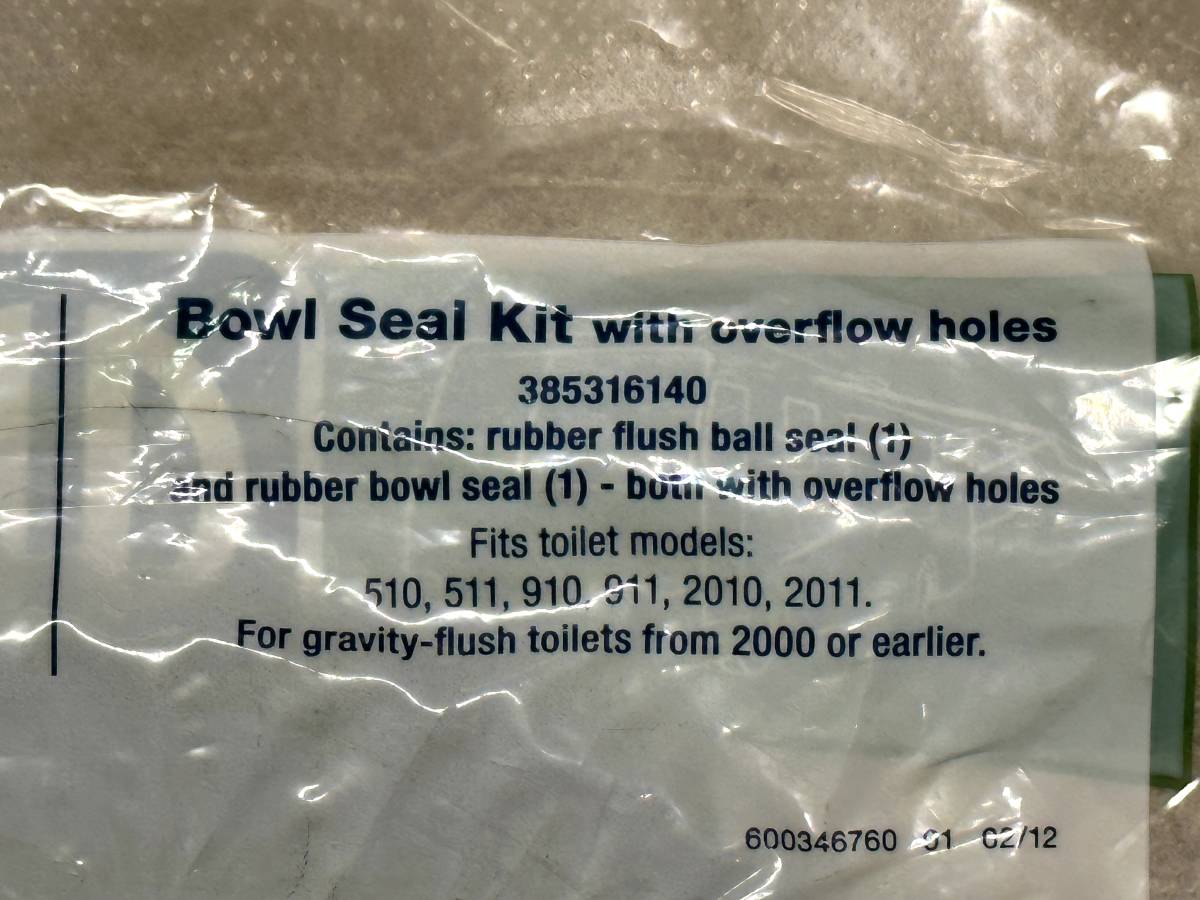 Bowl Seal Kit with overflow holes
385316140
Contains: rubber flush ball seal (1)
and rubber bowl seal (1) - both with overflow holes
Fits toilet models:
510, 511, 910, 911, 2010, 2011.
For gravity-flush toilets from 2000 or earlier.
600346760 01 02/12